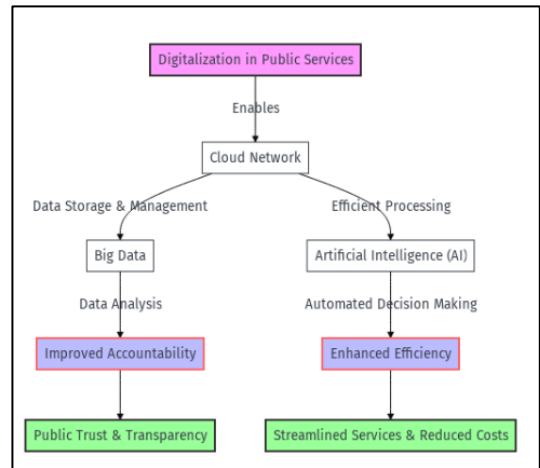 Digitalization in Public Services
Enables
Cloud Network
Data Storage & Management
Efficient Processing
Big Data
Artificial Intelligence (AI)
Data Analysis
Automated Decision Making
Improved Accountability
Enhanced Efficiency
Public Trust & Transparency
Streamlined Services & Reduced Costs